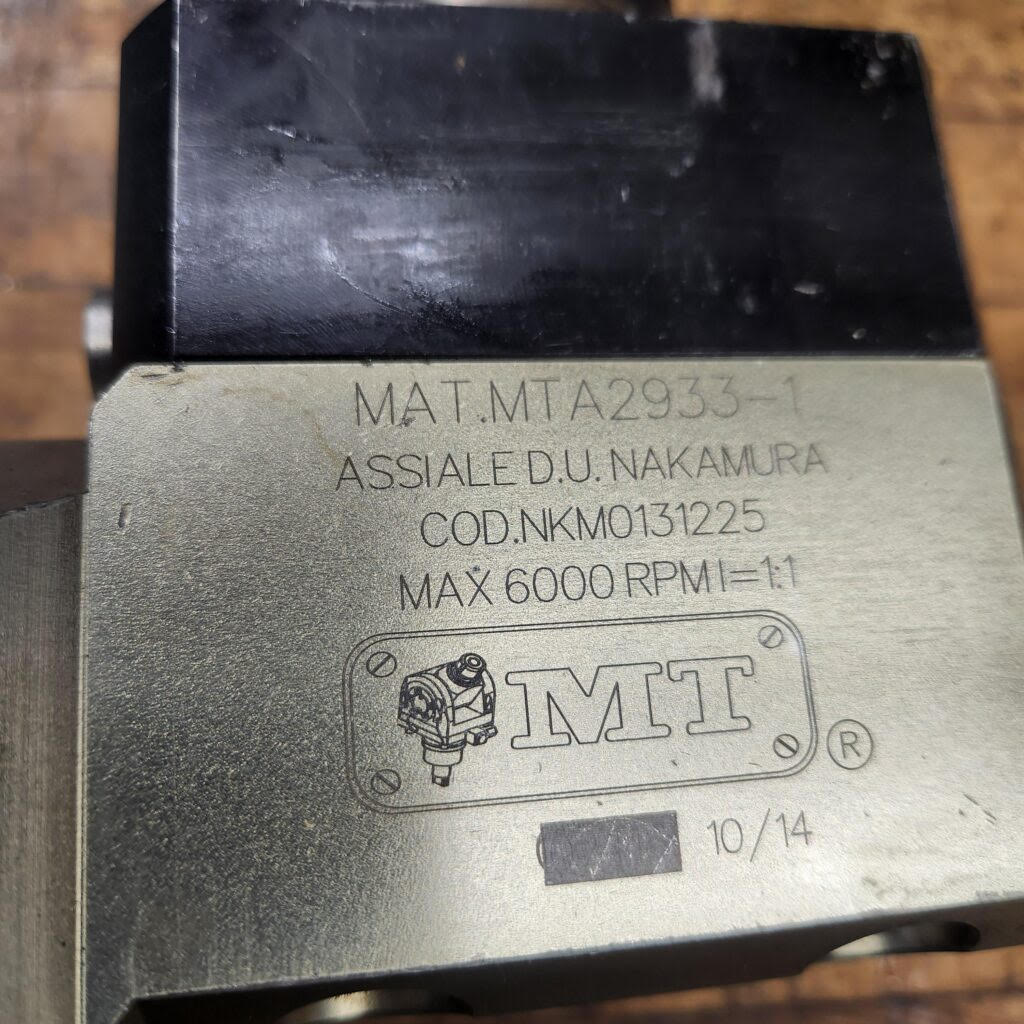 MAT.MTA2933-1
ASSIALE D.U. NAKAMURA
COD.NKM0131225
MAX 6000 RPM I=1:1
MT
®
10/14